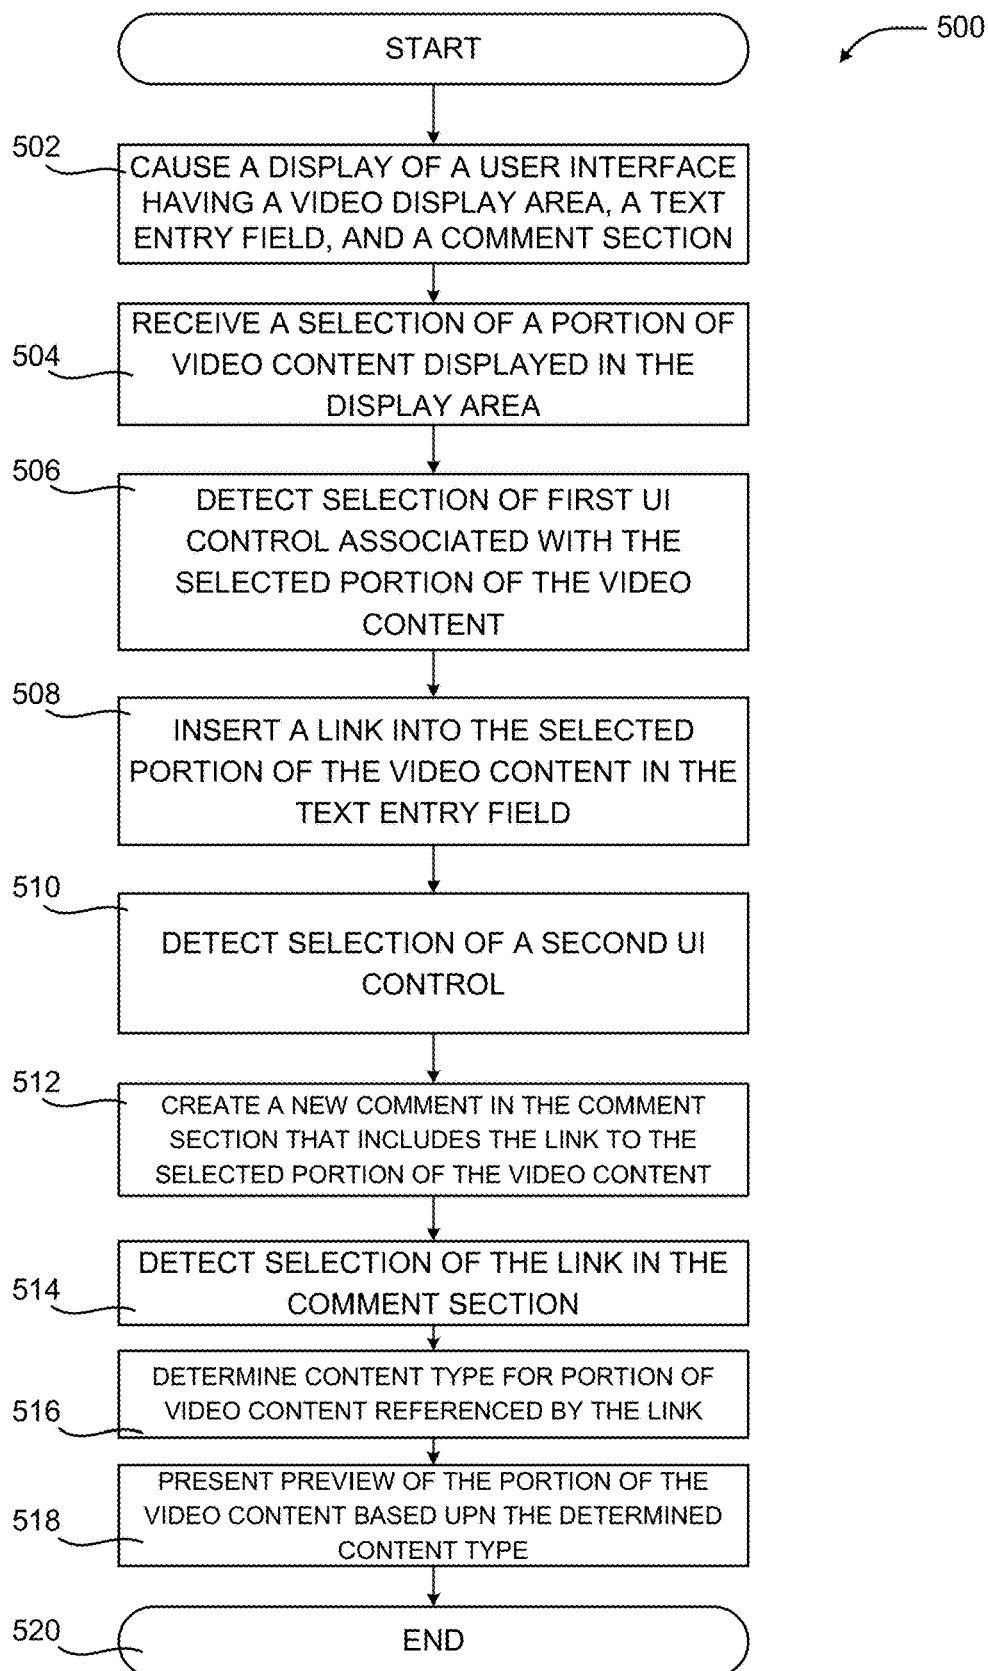 START
500
502
CAUSE A DISPLAY OF A USER INTERFACE
HAVING A VIDEO DISPLAY AREA, A TEXT
ENTRY FIELD, AND A COMMENT SECTION
504
RECEIVE A SELECTION OF A PORTION OF
VIDEO CONTENT DISPLAYED IN THE
DISPLAY AREA
506
DETECT SELECTION OF FIRST UI
CONTROL ASSOCIATED WITH THE
SELECTED PORTION OF THE VIDEO
CONTENT
508
INSERT A LINK INTO THE SELECTED
PORTION OF THE VIDEO CONTENT IN THE
TEXT ENTRY FIELD
510
DETECT SELECTION OF A SECOND UI
CONTROL
512
CREATE A NEW COMMENT IN THE COMMENT
SECTION THAT INCLUDES THE LINK TO THE
SELECTED PORTION OF THE VIDEO CONTENT
514
DETECT SELECTION OF THE LINK IN THE
COMMENT SECTION
516
DETERMINE CONTENT TYPE FOR PORTION OF
VIDEO CONTENT REFERENCED BY THE LINK
518
PRESENT PREVIEW OF THE PORTION OF THE
VIDEO CONTENT BASED UPN THE DETERMINED
CONTENT TYPE
520
END